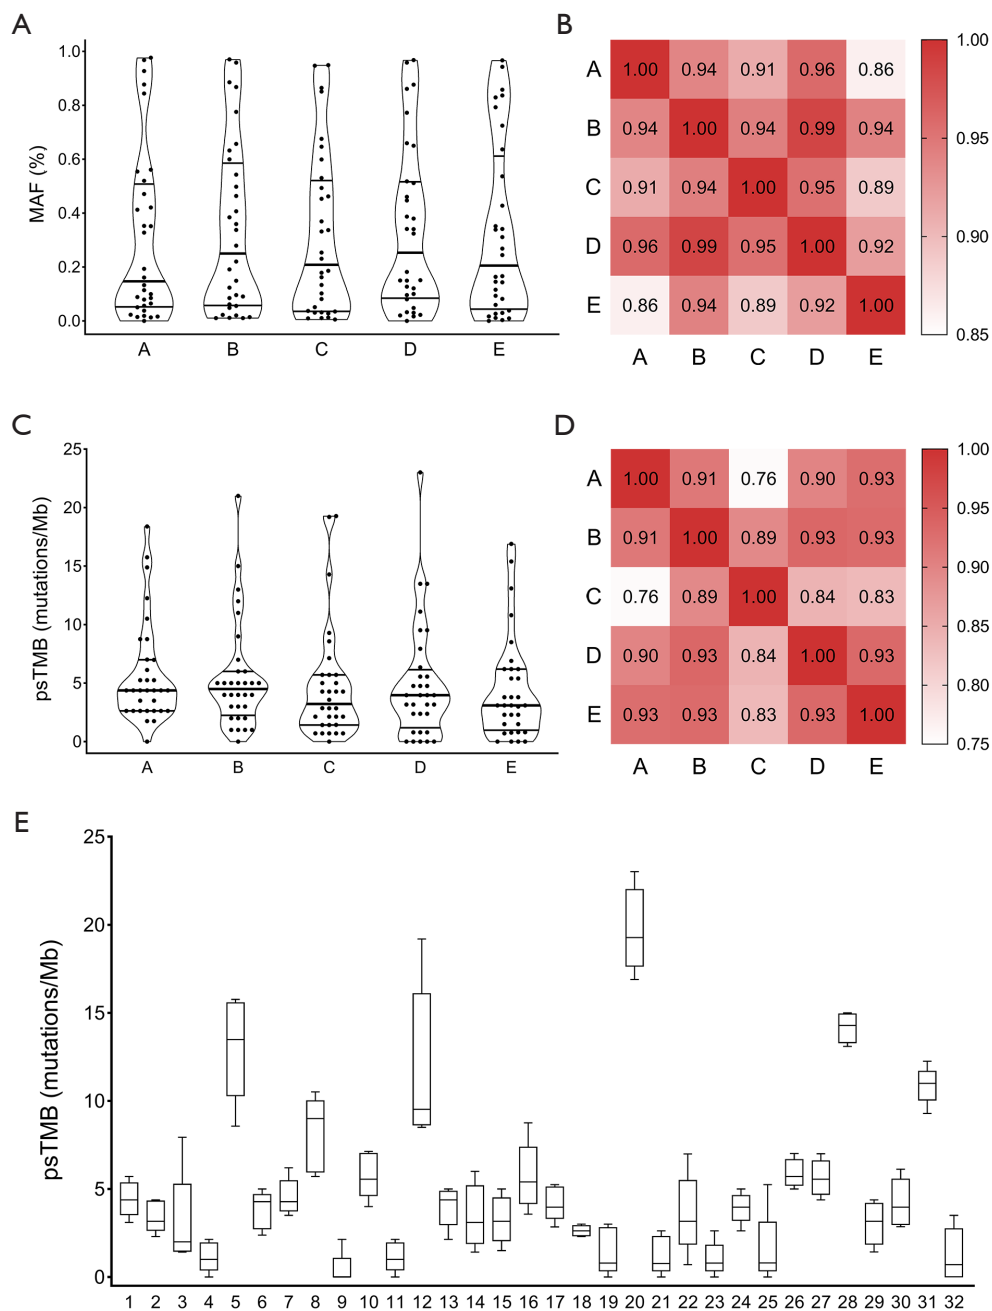 A
MAF (%)
1.0
0.8
0.6
0.4
0.2
0.0
A B C D E
B
A 1.00 0.94 0.91 0.96 0.86
B 0.94 1.00 0.94 0.99 0.94
C 0.91 0.94 1.00 0.95 0.89
D 0.96 0.99 0.95 1.00 0.92
E 0.86 0.94 0.89 0.92 1.00
A B C D E
1.00
0.95
0.90
0.85
C
psTMB (mutations/Mb)
25
20
15
10
5
0
A B C D E
D
A 1.00 0.91 0.76 0.90 0.93
B 0.91 1.00 0.89 0.93 0.93
C 0.76 0.89 1.00 0.84 0.83
D 0.90 0.93 0.84 1.00 0.93
E 0.93 0.93 0.83 0.93 1.00
A B C D E
1.00
0.95
0.90
0.85
0.80
0.75
E
psTMB (mutations/Mb)
25
20
15
10
5
0
1 2 3 4 5 6 7 8 9 10 11 12 13 14 15 16 17 18 19 20 21 22 23 24 25 26 27 28 29 30 31 32